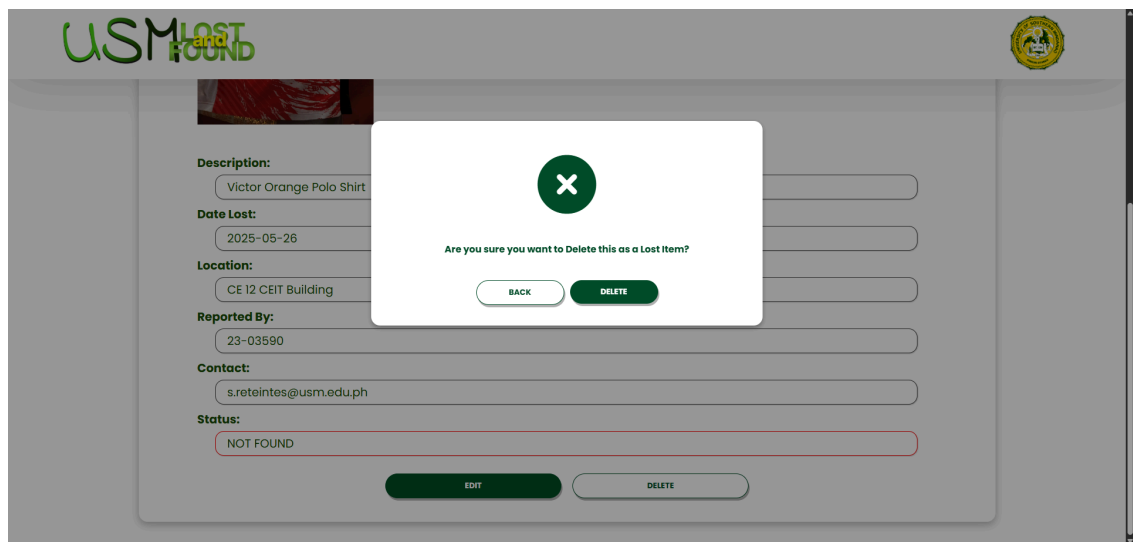 USM LOST
and
FOUND
Description:
Victor Orange Polo Shirt
Date Lost:
2025-05-26
Location:
CE 12 CEIT Building
Reported By:
23-03590
Contact:
s.reteintes@usm.edu.ph
Status:
NOT FOUND
EDIT DELETE
Are you sure you want to Delete this as a Lost Item?
BACK DELETE